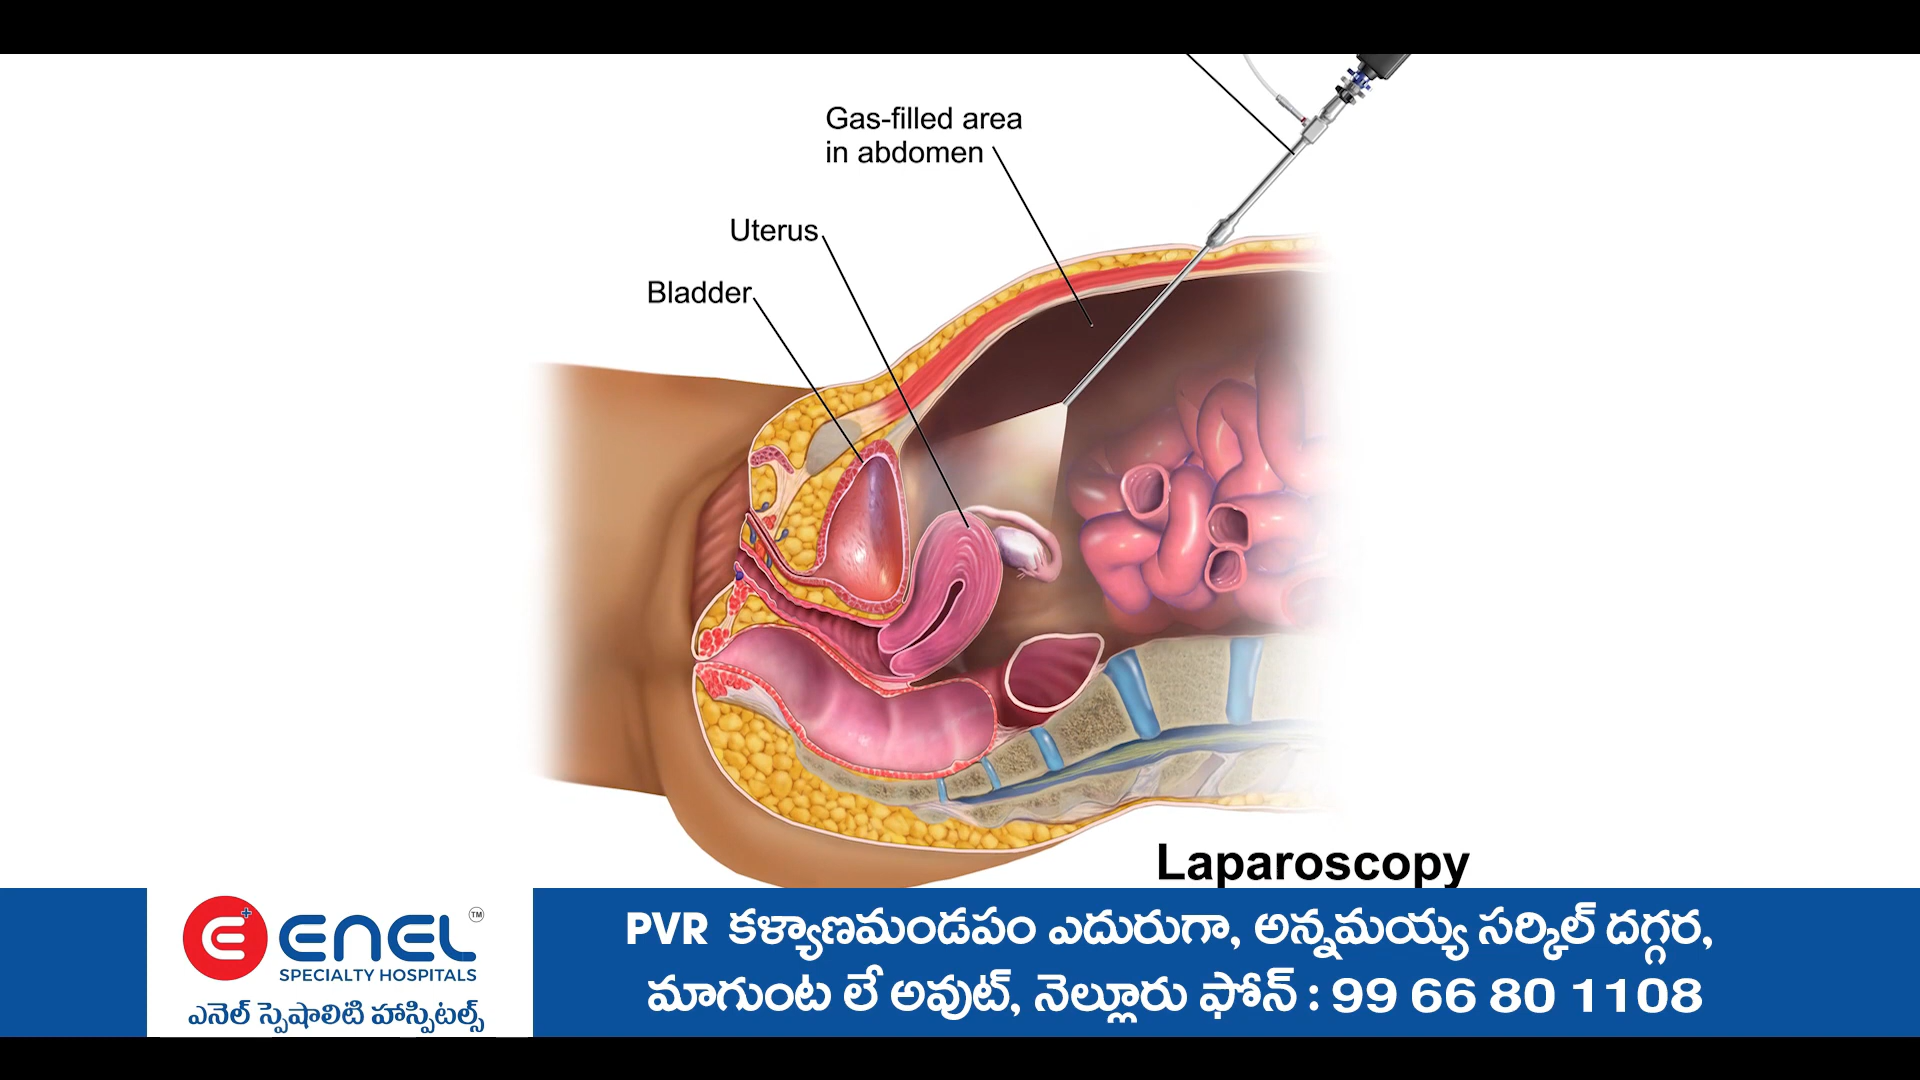 Gas-filled area
in abdomen
Uterus
Bladder
Laparoscopy
ENEL™
SPECIALTY HOSPITALS
ఎనెల్ స్పెషాలిటి హాస్పిటల్స్
PVR కళ్యాణమండపం ఎదురుగా, అన్నమయ్య సర్కిల్ దగ్గర,
మాగుంట లే అవుట్, నెల్లూరు ఫోన్ : 99 66 80 1108